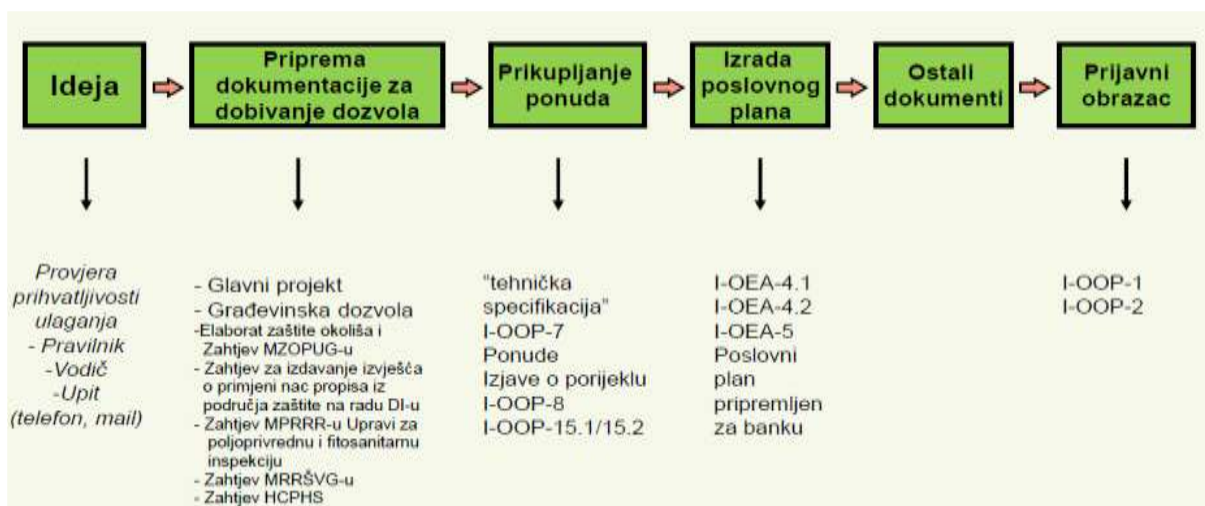 Ideja
Priprema
dokumentacije za
dobivanje dozvola
Prikupljanje
ponuda
Izrada
poslovnog
plana
Ostali
dokumenti
Prijavni
obrazac
Provjera
prihvatljivosti
ulaganja
- Pravilnik
-Vodič
-Upit
(telefon, mail)
- Glavni projekt
- Građevinska dozvola
-Elaborat zaštite okoliša i
Zahtjev MZOPUG-u
- Zahtjev za izdavanje izvješća
o primjeni nac propisa iz
područja zaštite na radu DI-u
- Zahtjev MPRRR-u Upravi za
poljoprivrednu i fitosanitarnu
inspekciju
- Zahtjev MRRŠVG-u
- Zahtjev HCPHS
"tehnička
specifikacija"
I-OOP-7
Ponude
Izjave o porijeklu
I-OOP-8
I-OOP-15.1/15.2
I-OEA-4.1
I-OEA-4.2
I-OEA-5
Poslovni
plan
pripremljen
za banku
I-OOP-1
I-OOP-2